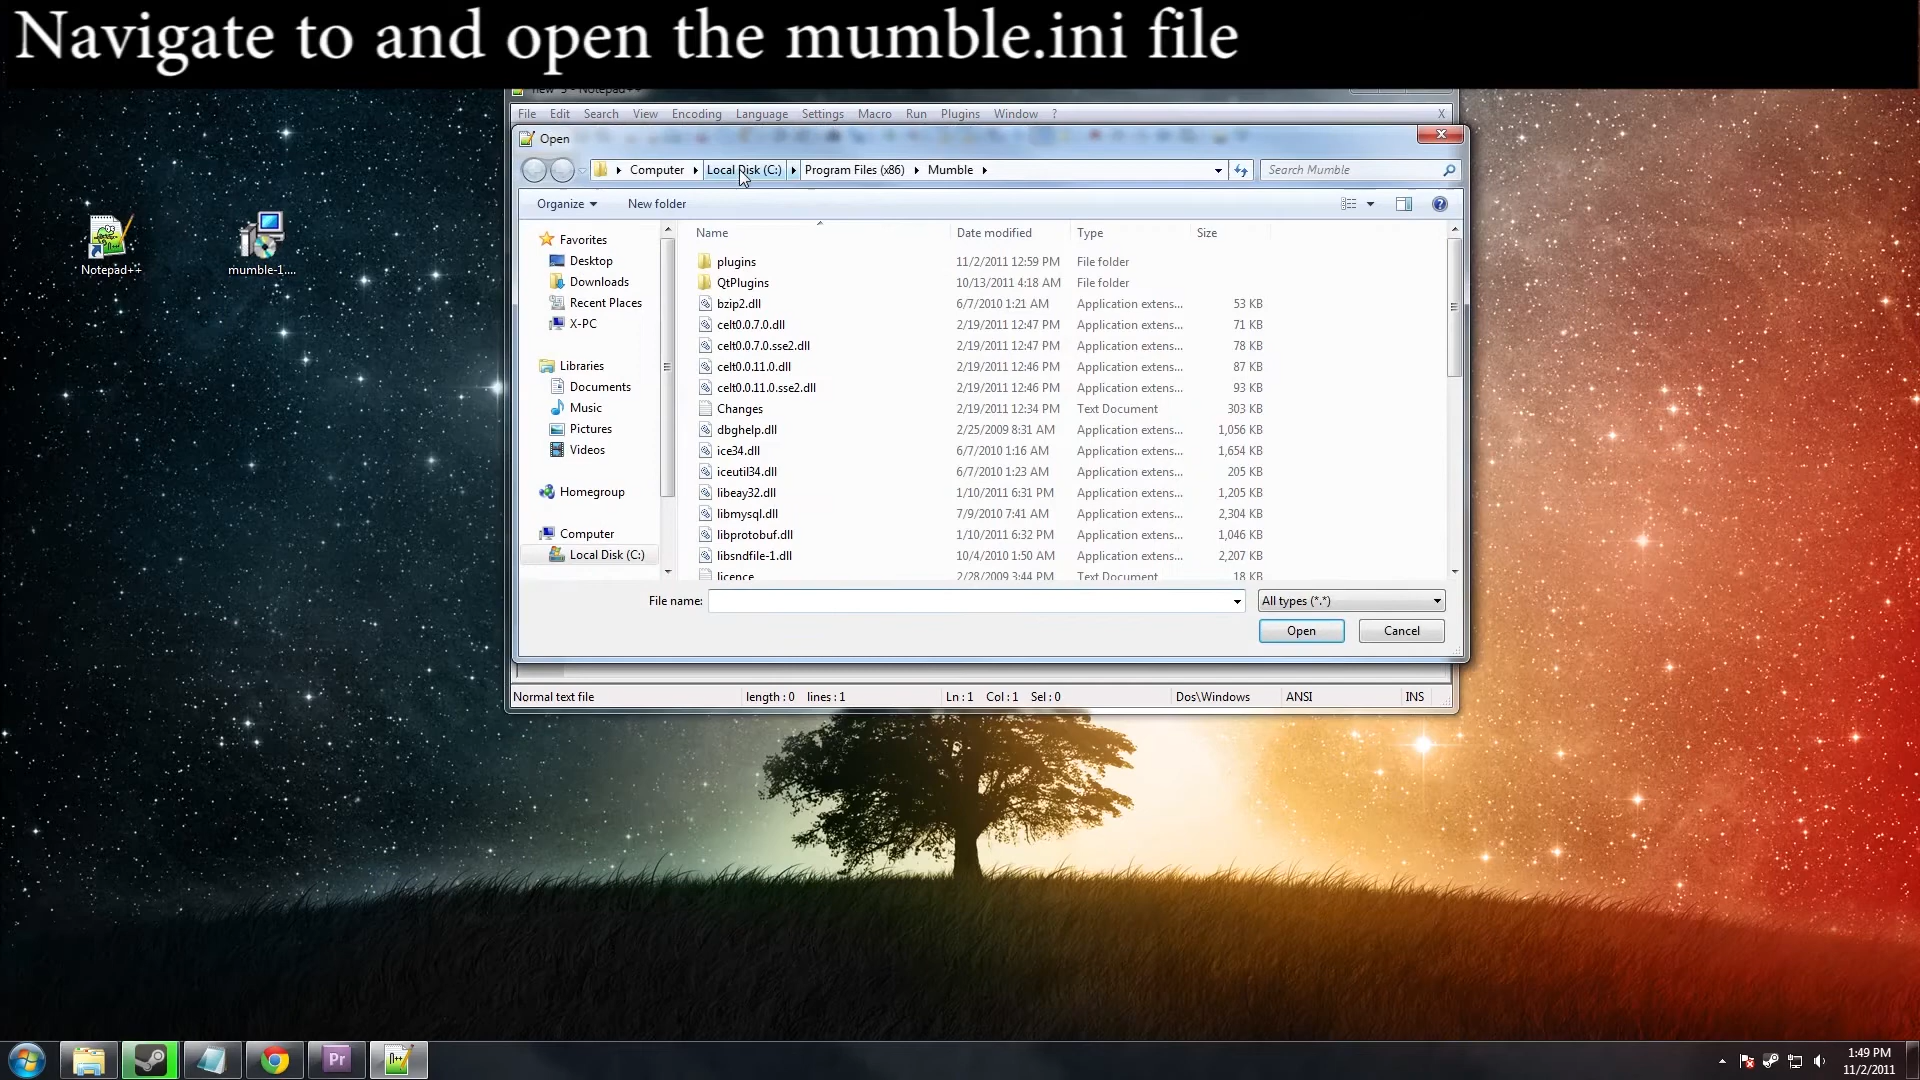 Navigate to and open the mumble.ini file
new 3 - Notepad++
File Edit Search View Encoding Language Settings Macro Run Plugins Window ? X
Open
Computer Local Disk (C:) Program Files (x86) Mumble Search Mumble
Organize New folder
Name Date modified Type Size
plugins 11/2/2011 12:59 PM File folder
QtPlugins 10/13/2011 4:18 AM File folder
bzip2.dll 6/7/2010 1:21 AM Application extens... 53 KB
celt0.0.7.0.dll 2/19/2011 12:47 PM Application extens... 71 KB
celt0.0.7.0.sse2.dll 2/19/2011 12:47 PM Application extens... 78 KB
celt0.0.11.0.dll 2/19/2011 12:46 PM Application extens... 87 KB
celt0.0.11.0.sse2.dll 2/19/2011 12:46 PM Application extens... 93 KB
Changes 2/19/2011 12:34 PM Text Document 303 KB
dbghelp.dll 2/25/2009 8:31 AM Application extens... 1,056 KB
ice34.dll 6/7/2010 1:16 AM Application extens... 1,654 KB
iceutil34.dll 6/7/2010 1:23 AM Application extens... 205 KB
libeay32.dll 1/10/2011 6:31 PM Application extens... 1,205 KB
libmysql.dll 7/9/2010 7:41 AM Application extens... 2,304 KB
libprotobuf.dll 1/10/2011 6:32 PM Application extens... 1,046 KB
libsndfile-1.dll 10/4/2010 1:50 AM Application extens... 2,207 KB
licence 2/28/2009 3:44 PM Text Document 18 KB
Favorites
Desktop
Downloads
Recent Places
X-PC
Libraries
Documents
Music
Pictures
Videos
Homegroup
Computer
Local Disk (C:)
File name: All types (*.*)
Open Cancel
Normal text file length : 0 lines : 1 Ln : 1 Col : 1 Sel : 0 Dos\Windows ANSI INS
Notepad++
mumble-1....
Pr
n++
1:49 PM
11/2/2011